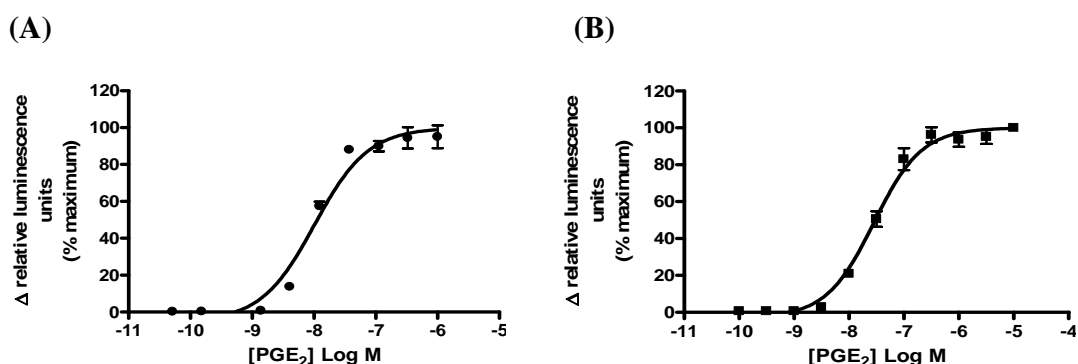 (A)
(B)
Δ relative luminescence
units
(% maximum)
120
100
80
60
40
20
0
-11 -10 -9 -8 -7 -6 -5
[PGE₂] Log M
Δ relative luminescence
units
(% maximum)
120
100
80
60
40
20
0
-11 -10 -9 -8 -7 -6 -5 -4
[PGE₂] Log M